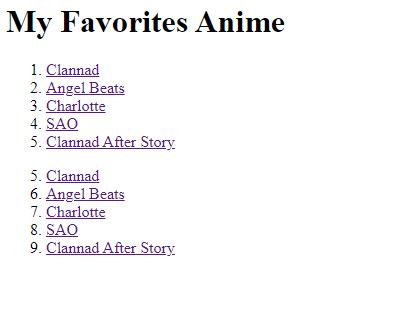 My Favorites Anime
1. Clannad
2. Angel Beats
3. Charlotte
4. SAO
5. Clannad After Story
5. Clannad
6. Angel Beats
7. Charlotte
8. SAO
9. Clannad After Story